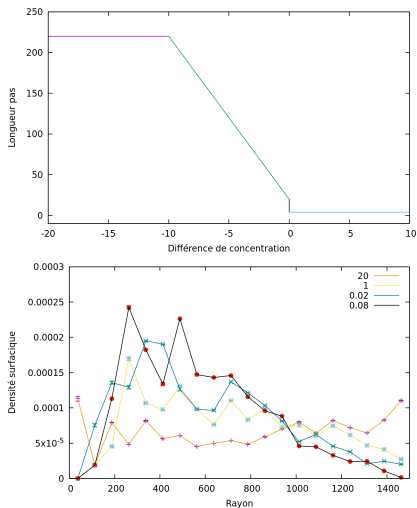 250
200
150
100
50
0
Longueur pas
-20 -15 -10 -5 0 5 10
Différence de concentration
0.0003
0.00025
0.0002
0.00015
0.0001
5x10-5
0
Densité surfacique
20
1
0.02
0.08
0 200 400 600 800 1000 1200 1400
Rayon